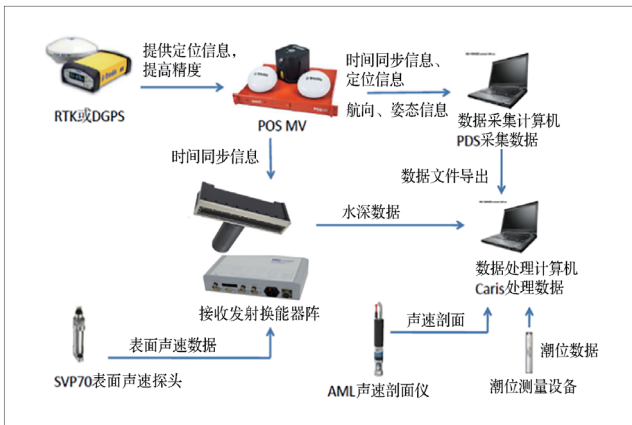 提供定位信息，
提高精度
时间同步信息、
定位信息
航向、姿态信息
RTK或DGPS
POS MV
数据采集计算机
PDS采集数据
时间同步信息
数据文件导出
水深数据
数据处理计算机
Caris处理数据
接收发射换能器阵
表面声速数据
声速剖面
潮位数据
SVP70表面声速探头
AML声速剖面仪
潮位测量设备